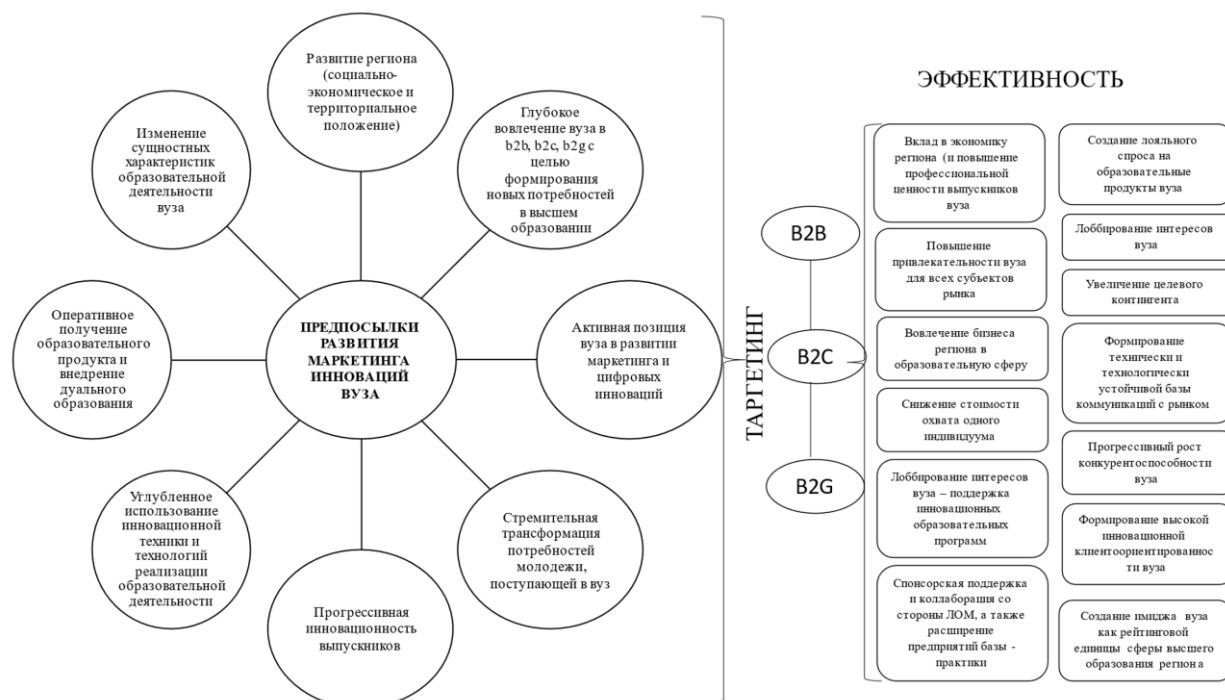 Развитие региона
(социально-
экономическое и
территориальное
положение)
Глубокое
вовлечение вуза в
b2b, b2c, b2g с
целью
формирования
новых потребностей
в высшем
образовании
Активная позиция
вуза в развитии
маркетинга и
цифровых
инноваций
Стремительная
трансформация
потребностей
молодежи,
поступающей в вуз
Прогрессивная
инновационность
выпускников
Углубленное
использование
инновационной
техники и
технологий
реализации
образовательной
деятельности
Оперативное
получение
образовательного
продукта и
внедрение
дуального
образования
Изменение
сущностных
характеристик
образовательной
деятельности
вуза
ПРЕДПОСЫЛКИ
РАЗВИТИЯ
МАРКЕТИНГА
ИННОВАЦИЙ
ВУЗА
ТАРГЕТИНГ
B2B
B2C
B2G
ЭФФЕКТИВНОСТЬ
Вклад в экономику
региона (и повышение
профессиональной
ценности выпускников
вуза
Повышение
привлекательности вуза
для всех субъектов
рынка
Вовлечение бизнеса
региона в
образовательную сферу
Снижение стоимости
охвата одного
индивидуума
Лоббирование интересов
вуза – поддержка
инновационных
образовательных
программ
Спонсорская поддержка
и коллаборация со
стороны ЛОМ, а также
расширение
предприятий базы -
практики
Создание лояльного
спроса на
образовательные
продукты вуза
Лоббирование интересов
вуза
Увеличение целевого
контингента
Формирование
технически и
технологически
устойчивой базы
коммуникаций с рынком
Прогрессивный рост
конкурентоспособности
вуза
Формирование высокой
инновационной
клиентоориентированнос
ти вуза
Создание имиджа вуза
как рейтинговой
единицы сферы высшего
образования региона